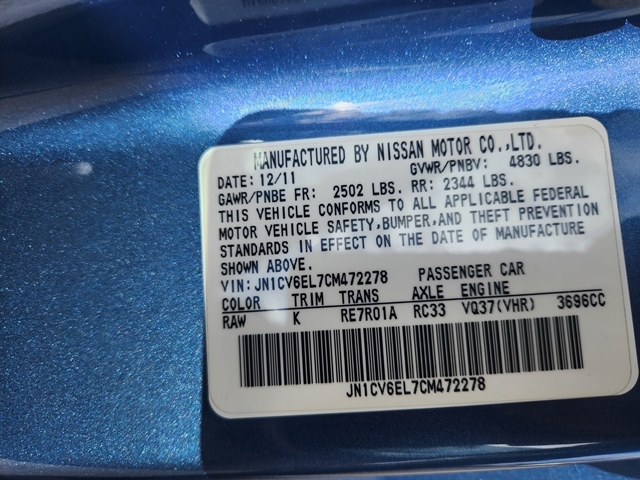 MANUFACTURED BY NISSAN MOTOR CO.,LTD.
DATE: 12/11 GVWR/PNBV: 4830 LBS.
GAWR/PNBE FR: 2502 LBS. RR: 2344 LBS.
THIS VEHICLE CONFORMS TO ALL APPLICABLE FEDERAL
MOTOR VEHICLE SAFETY,BUMPER,AND THEFT PREVENTION
STANDARDS IN EFFECT ON THE DATE OF MANUFACTURE
SHOWN ABOVE.
VIN:JN1CV6EL7CM472278 PASSENGER CAR
COLOR TRIM TRANS AXLE ENGINE
RAW K RE7R01A RC33 VQ37(VHR) 3696CC
JN1CV6EL7CM472278